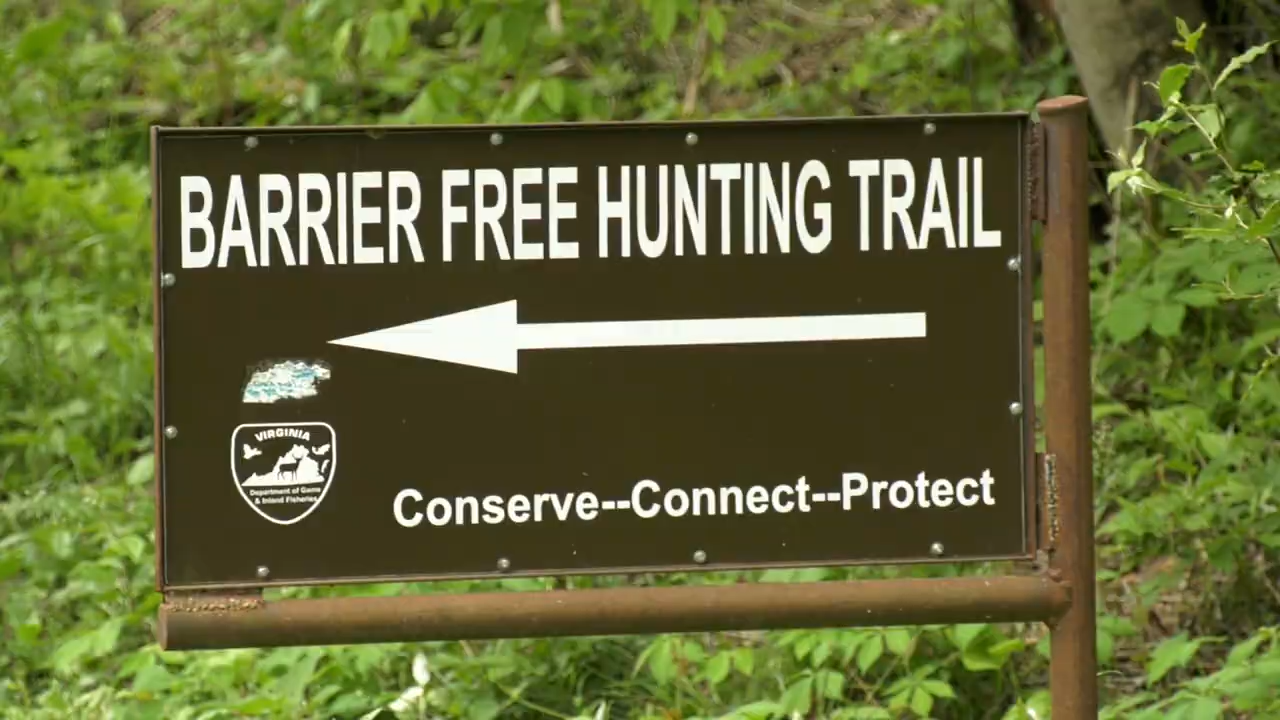 BARRIER FREE HUNTING TRAIL
VIRGINIA
Department of Game
& Inland Fisheries
Conserve--Connect--Protect